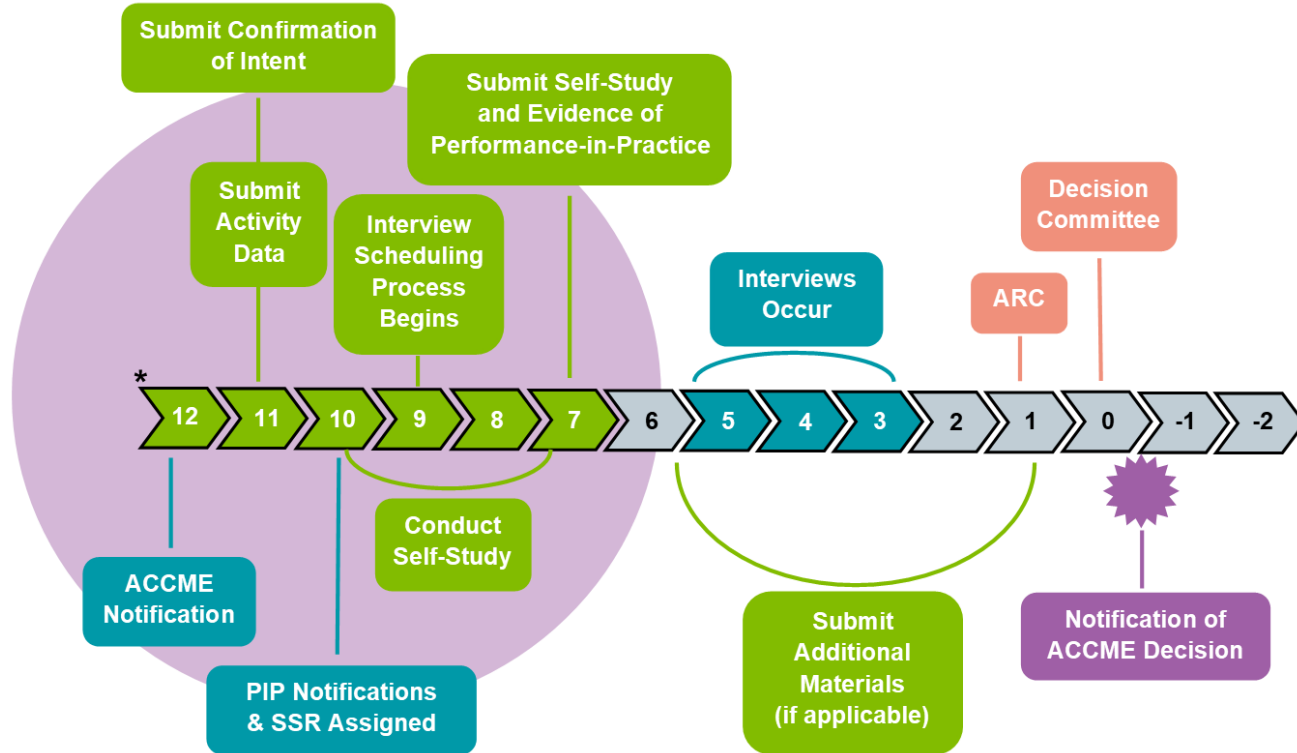 Submit Confirmation
of Intent
Submit Self-Study
and Evidence of
Performance-in-Practice
Submit
Activity
Data
Interview
Scheduling
Process
Begins
Interviews
Occur
Decision
Committee
ARC
*
12 11 10 9 8 7 6 5 4 3 2 1 0 -1 -2
Conduct
Self-Study
ACCME
Notification
PIP Notifications
& SSR Assigned
Submit
Additional
Materials
(if applicable)
Notification of
ACCME Decision